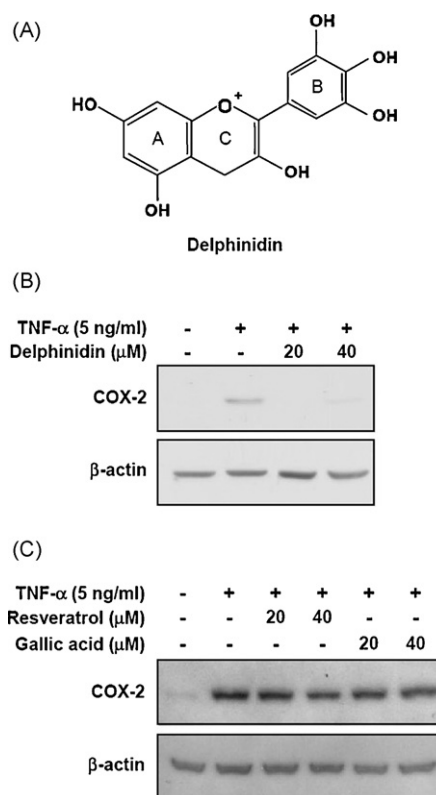 (A)
OH
OH
B
O+
HO
OH
A
C
OH
OH
Delphinidin
(B)
TNF-α (5 ng/ml) - + + +
Delphinidin (μM) - - 20 40
COX-2
β-actin
(C)
TNF-α (5 ng/ml) - + + + + +
Resveratrol (μM) - - 20 40 - -
Gallic acid (μM) - - - - 20 40
COX-2
β-actin